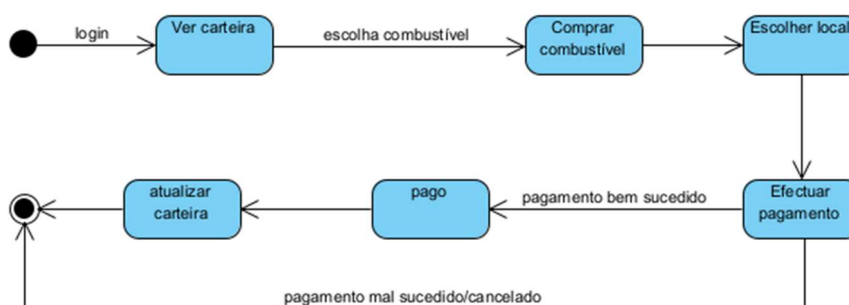 login
Ver carteira
escolha combustível
Comprar
combustível
Escolher local
atualizar
carteira
pago
pagamento bem sucedido
Efectuar
pagamento
pagamento mal sucedido/cancelado